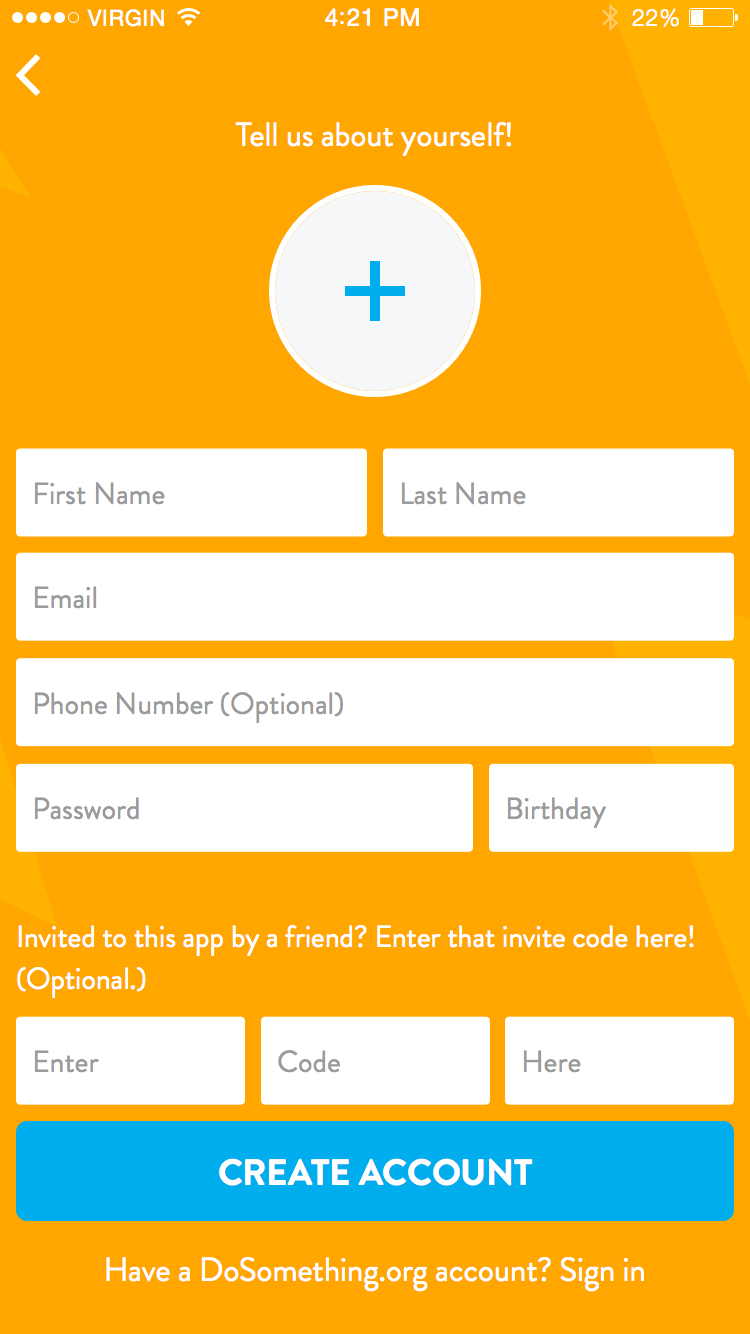 VIRGIN 4:21 PM 22%
Tell us about yourself!
First Name Last Name
Email
Phone Number (Optional)
Password Birthday
Invited to this app by a friend? Enter that invite code here!
(Optional.)
Enter Code Here
CREATE ACCOUNT
Have a DoSomething.org account? Sign in